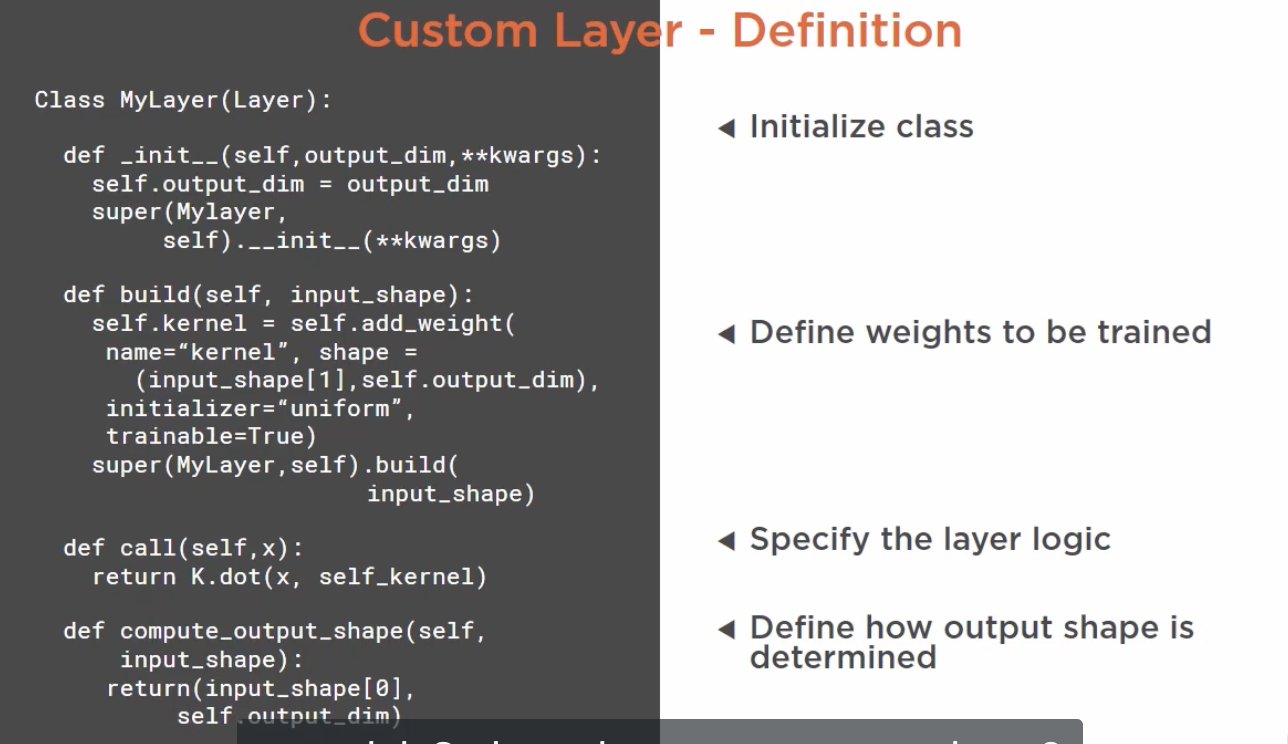 Custom Layer - Definition
Class MyLayer(Layer):
def _init__(self,output_dim,**kwargs):
self.output_dim = output_dim
super(Mylayer,
self).__init__(**kwargs)
def build(self, input_shape):
self.kernel = self.add_weight(
name=“kernel”, shape =
(input_shape[1],self.output_dim),
initializer=“uniform”,
trainable=True)
super(MyLayer,self).build(
input_shape)
def call(self,x):
return K.dot(x, self_kernel)
def compute_output_shape(self,
input_shape):
return(input_shape[0],
self.output_dim)
◄ Initialize class
◄ Define weights to be trained
◄ Specify the layer logic
◄ Define how output shape is
determined